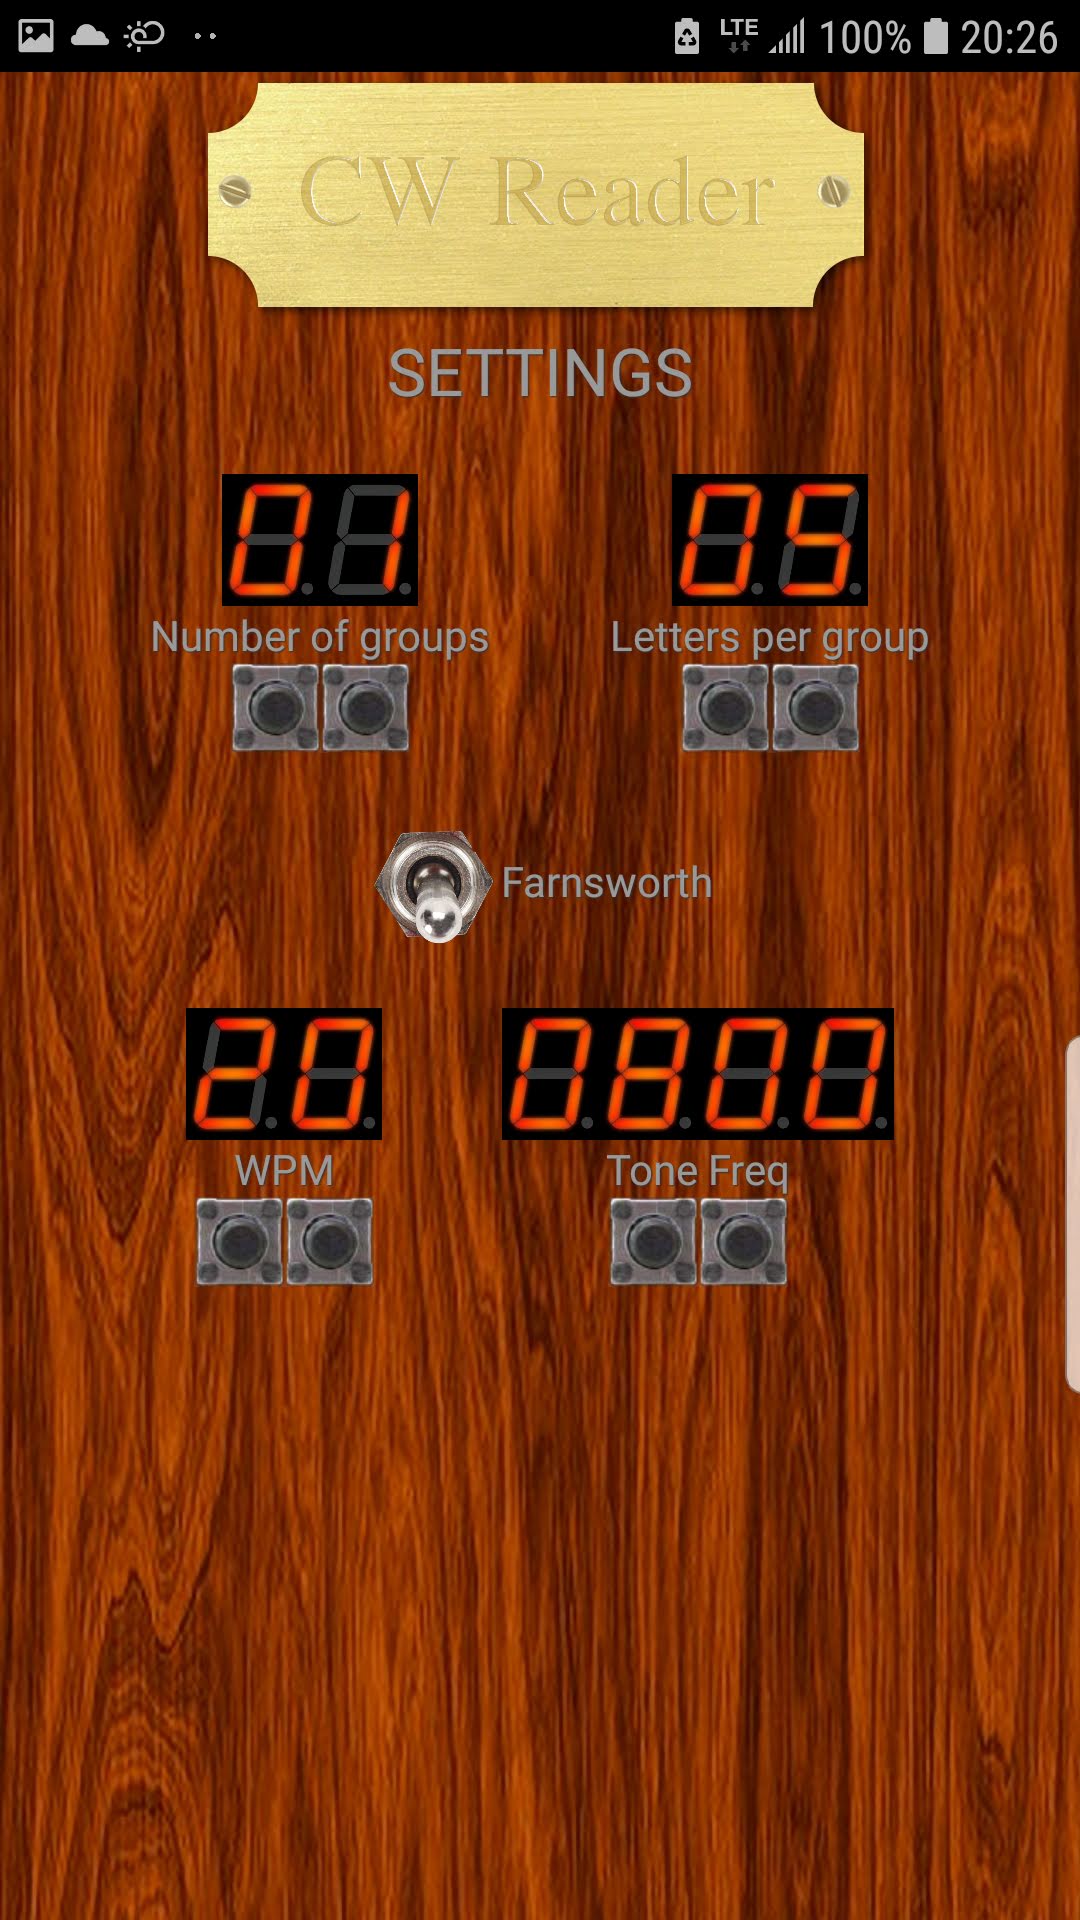 LTE 100% 20:26
CW Reader
SETTINGS
01 05
Number of groups Letters per group
Farnsworth
20 0800
WPM Tone Freq